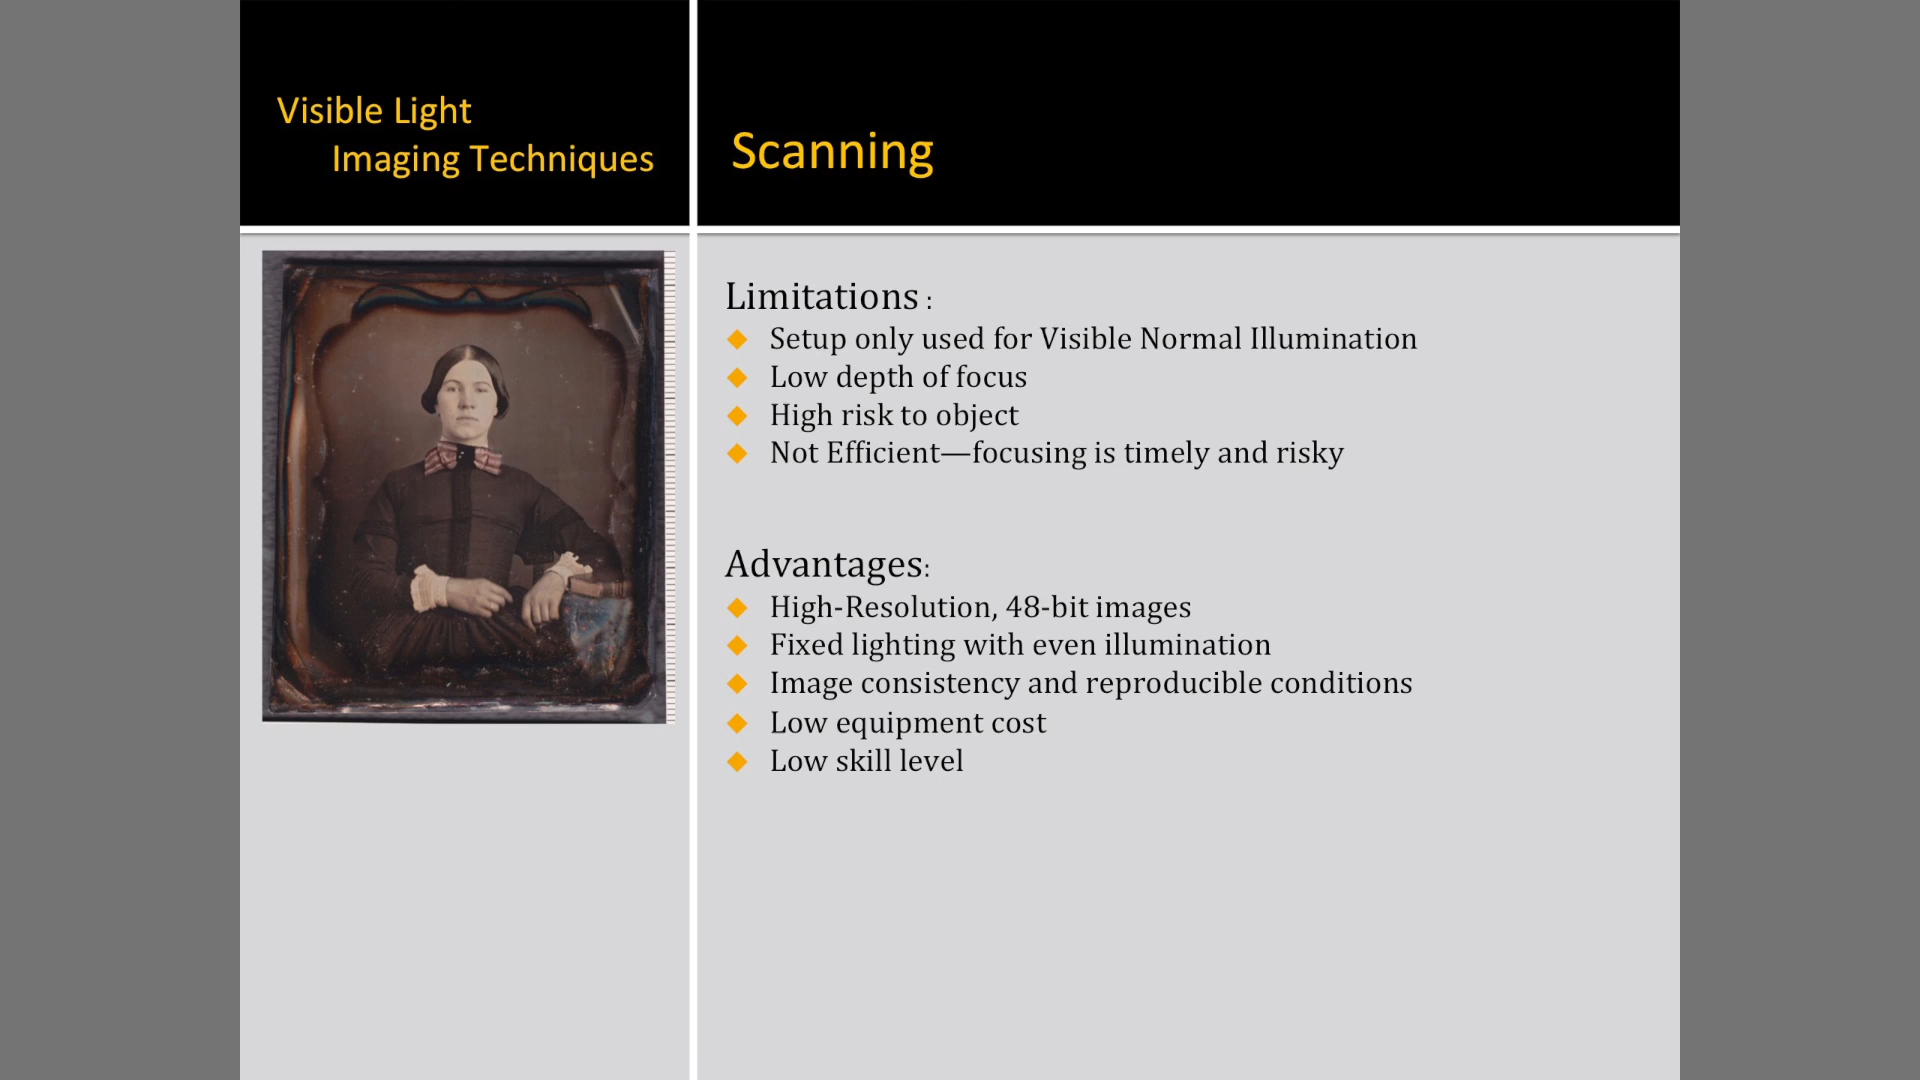 Visible Light
Imaging Techniques
Scanning
Limitations :
Setup only used for Visible Normal Illumination
Low depth of focus
High risk to object
Not Efficient—focusing is timely and risky
Advantages:
High-Resolution, 48-bit images
Fixed lighting with even illumination
Image consistency and reproducible conditions
Low equipment cost
Low skill level